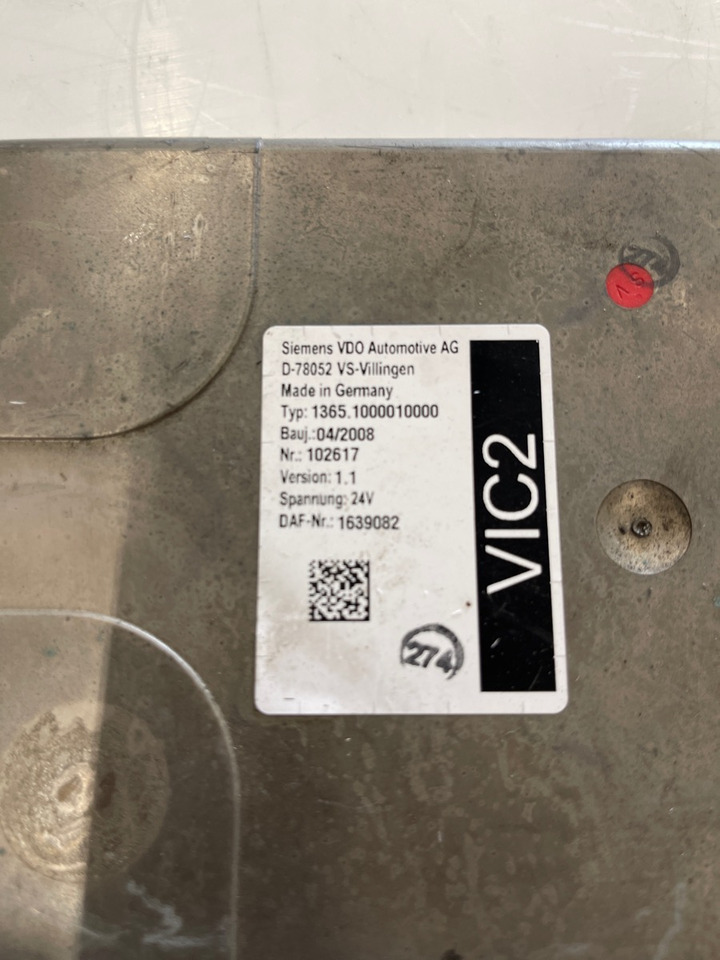 274
Siemens VDO Automotive AG
D-78052 VS-Villingen
Made in Germany
Typ: 1365.1000010000
Bauj.:04/2008
Nr.: 102617
Version: 1.1
Spannung: 24V
DAF-Nr.: 1639082
VIC2
274